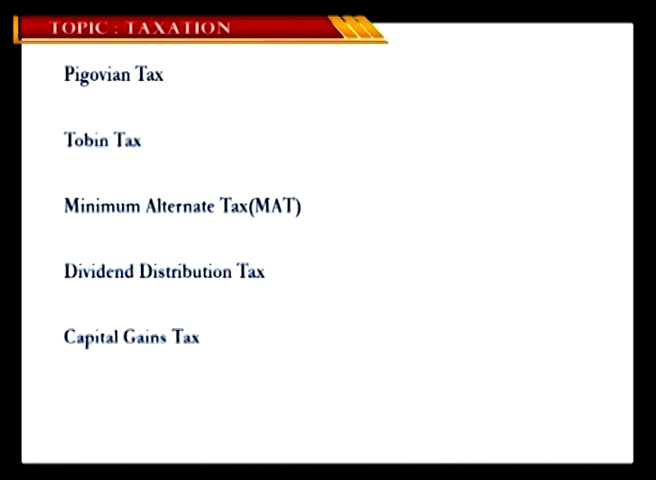 TOPIC : TAXATION
Pigovian Tax
Tobin Tax
Minimum Alternate Tax(MAT)
Dividend Distribution Tax
Capital Gains Tax